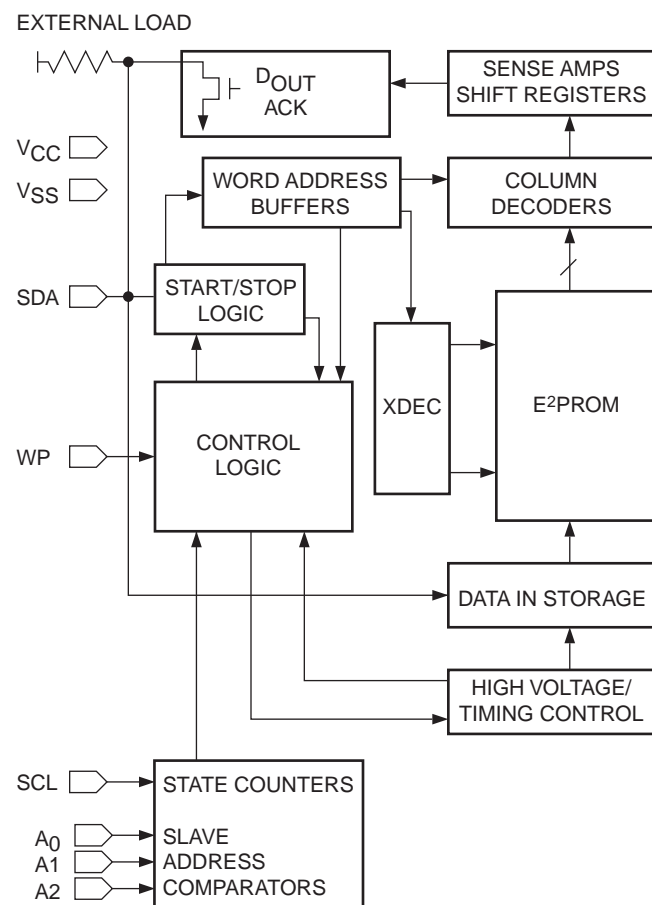 EXTERNAL LOAD
DOUT
ACK
SENSE AMPS
SHIFT REGISTERS
VCC
VSS
WORD ADDRESS
BUFFERS
COLUMN
DECODERS
SDA
START/STOP
LOGIC
XDEC
E²PROM
WP
CONTROL
LOGIC
DATA IN STORAGE
HIGH VOLTAGE/
TIMING CONTROL
SCL
STATE COUNTERS
A0
SLAVE
A1
ADDRESS
A2
COMPARATORS